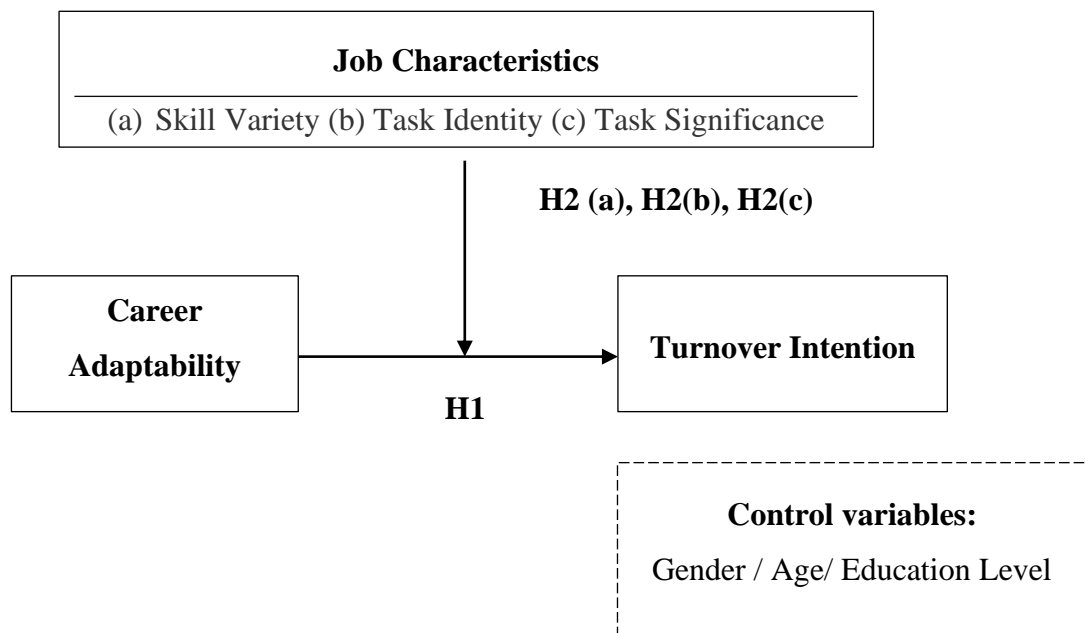 Job Characteristics
(a) Skill Variety (b) Task Identity (c) Task Significance
H2 (a), H2(b), H2(c)
Career
Adaptability
Turnover Intention
H1
Control variables:
Gender / Age/ Education Level